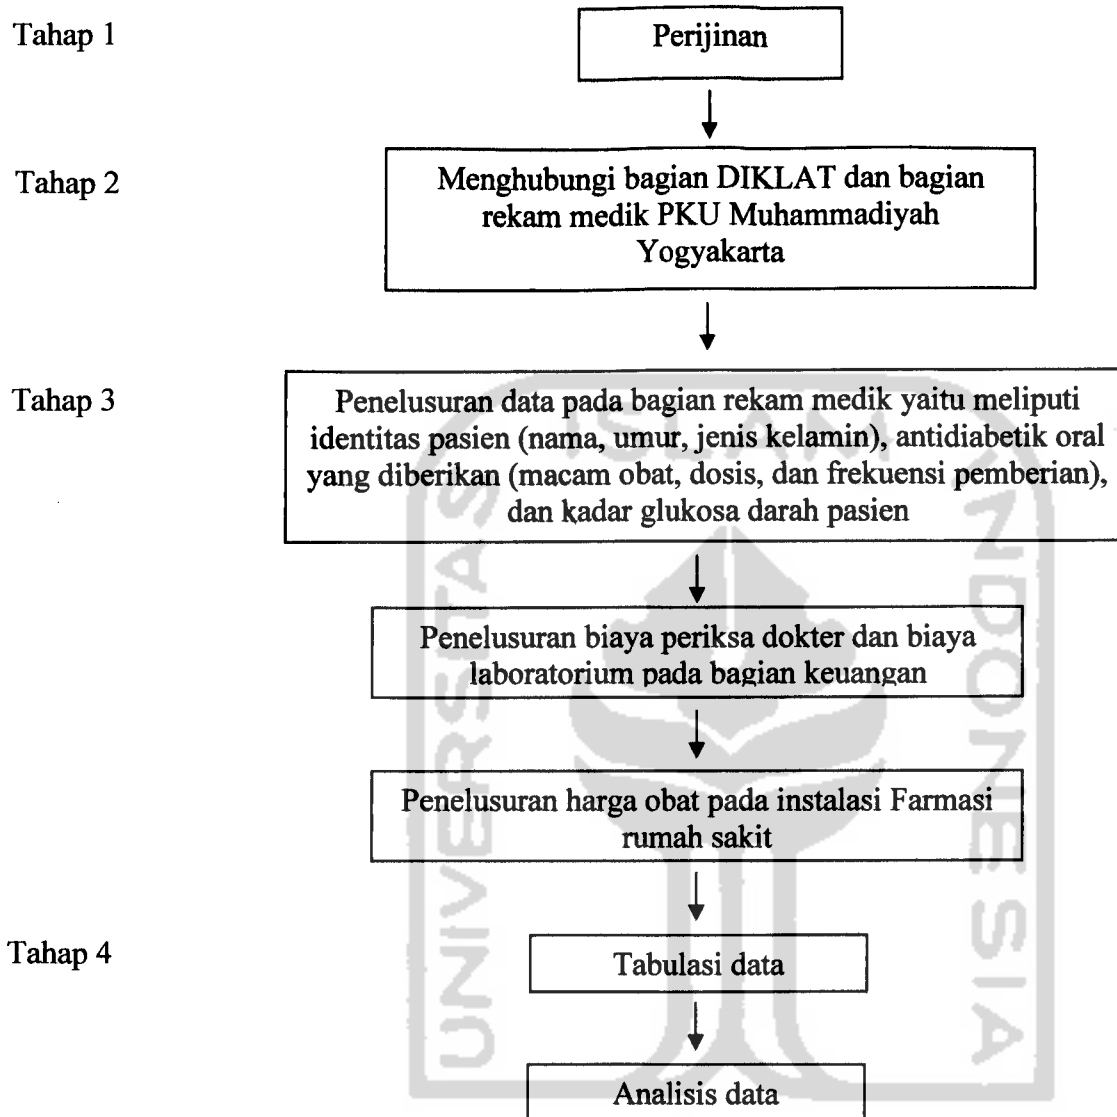 Tahap 1
Perijinan
Tahap 2
Menghubungi bagian DIKLAT dan bagian
rekam medik PKU Muhammadiyah
Yogyakarta
Tahap 3
Penelusuran data pada bagian rekam medik yaitu meliputi
identitas pasien (nama, umur, jenis kelamin), antidiabetik oral
yang diberikan (macam obat, dosis, dan frekuensi pemberian),
dan kadar glukosa darah pasien
Penelusuran biaya periksa dokter dan biaya
laboratorium pada bagian keuangan
Penelusuran harga obat pada instalasi Farmasi
rumah sakit
Tahap 4
Tabulasi data
Analisis data
ISLAM
UNIVERSITAS
INDONESIA